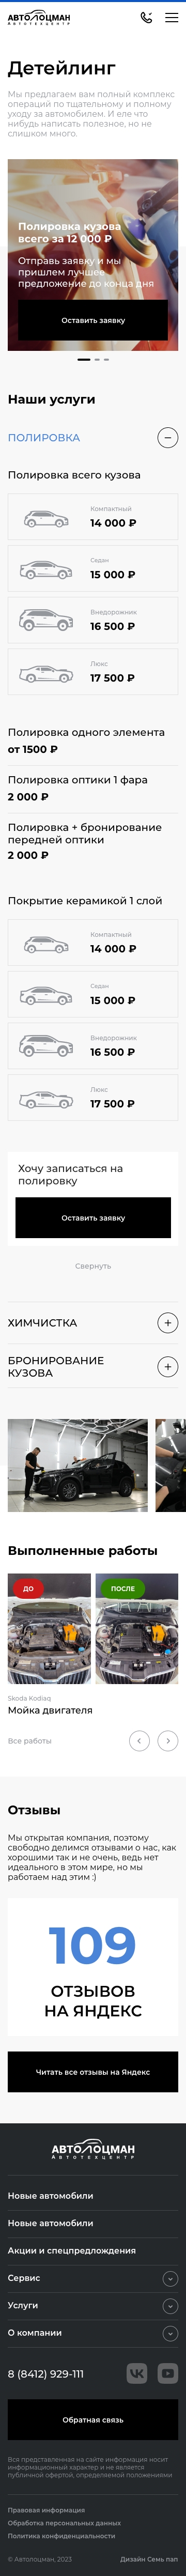 АВТОЛОЦМАН
АВТОТЕХЦЕНТР
Детейлинг
Мы предлагаем вам полный комплекс
операций по тщательному и полному
уходу за автомобилем. И еле что
нибудь написать полезное, но не
слишком много.
Полировка кузова
всего за 12 000 ₽
Отправь заявку и мы
пришлем лучшее
предложение до конца дня
Оставить заявку
Наши услуги
ПОЛИРОВКА
Полировка всего кузова
Компактный
14 000 ₽
Седан
15 000 ₽
Внедорожник
16 500 ₽
Люкс
17 500 ₽
Полировка одного элемента
от 1500 ₽
Полировка оптики 1 фара
2 000 ₽
Полировка + бронирование
передней оптики
2 000 ₽
Покрытие керамикой 1 слой
Компактный
14 000 ₽
Седан
15 000 ₽
Внедорожник
16 500 ₽
Люкс
17 500 ₽
Хочу записаться на
полировку
Оставить заявку
Свернуть
ХИМЧИСТКА
БРОНИРОВАНИЕ
КУЗОВА
Выполненные работы
ДО
ПОСЛЕ
Skoda Kodiaq
Мойка двигателя
Все работы
Отзывы
Мы открытая компания, поэтому
свободно делимся отзывами о нас, как
хорошими так и не очень, ведь нет
идеального в этом мире, но мы
работаем над этим :)
109
ОТЗЫВОВ
НА ЯНДЕКС
Читать все отзывы на Яндекс
АВТОЛОЦМАН
АВТОТЕХЦЕНТР
Новые автомобили
Новые автомобили
Акции и спецпредлождения
Сервис
Услуги
О компании
8 (8412) 929-111
Обратная связь
Вся представленная на сайте информация носит
информационный характер и не является
публичной офертой, определяемой положениями
Правовая информация
Обработка персональных данных
Политика конфиденциальности
© Автолоцман, 2023
Дизайн Семь пап